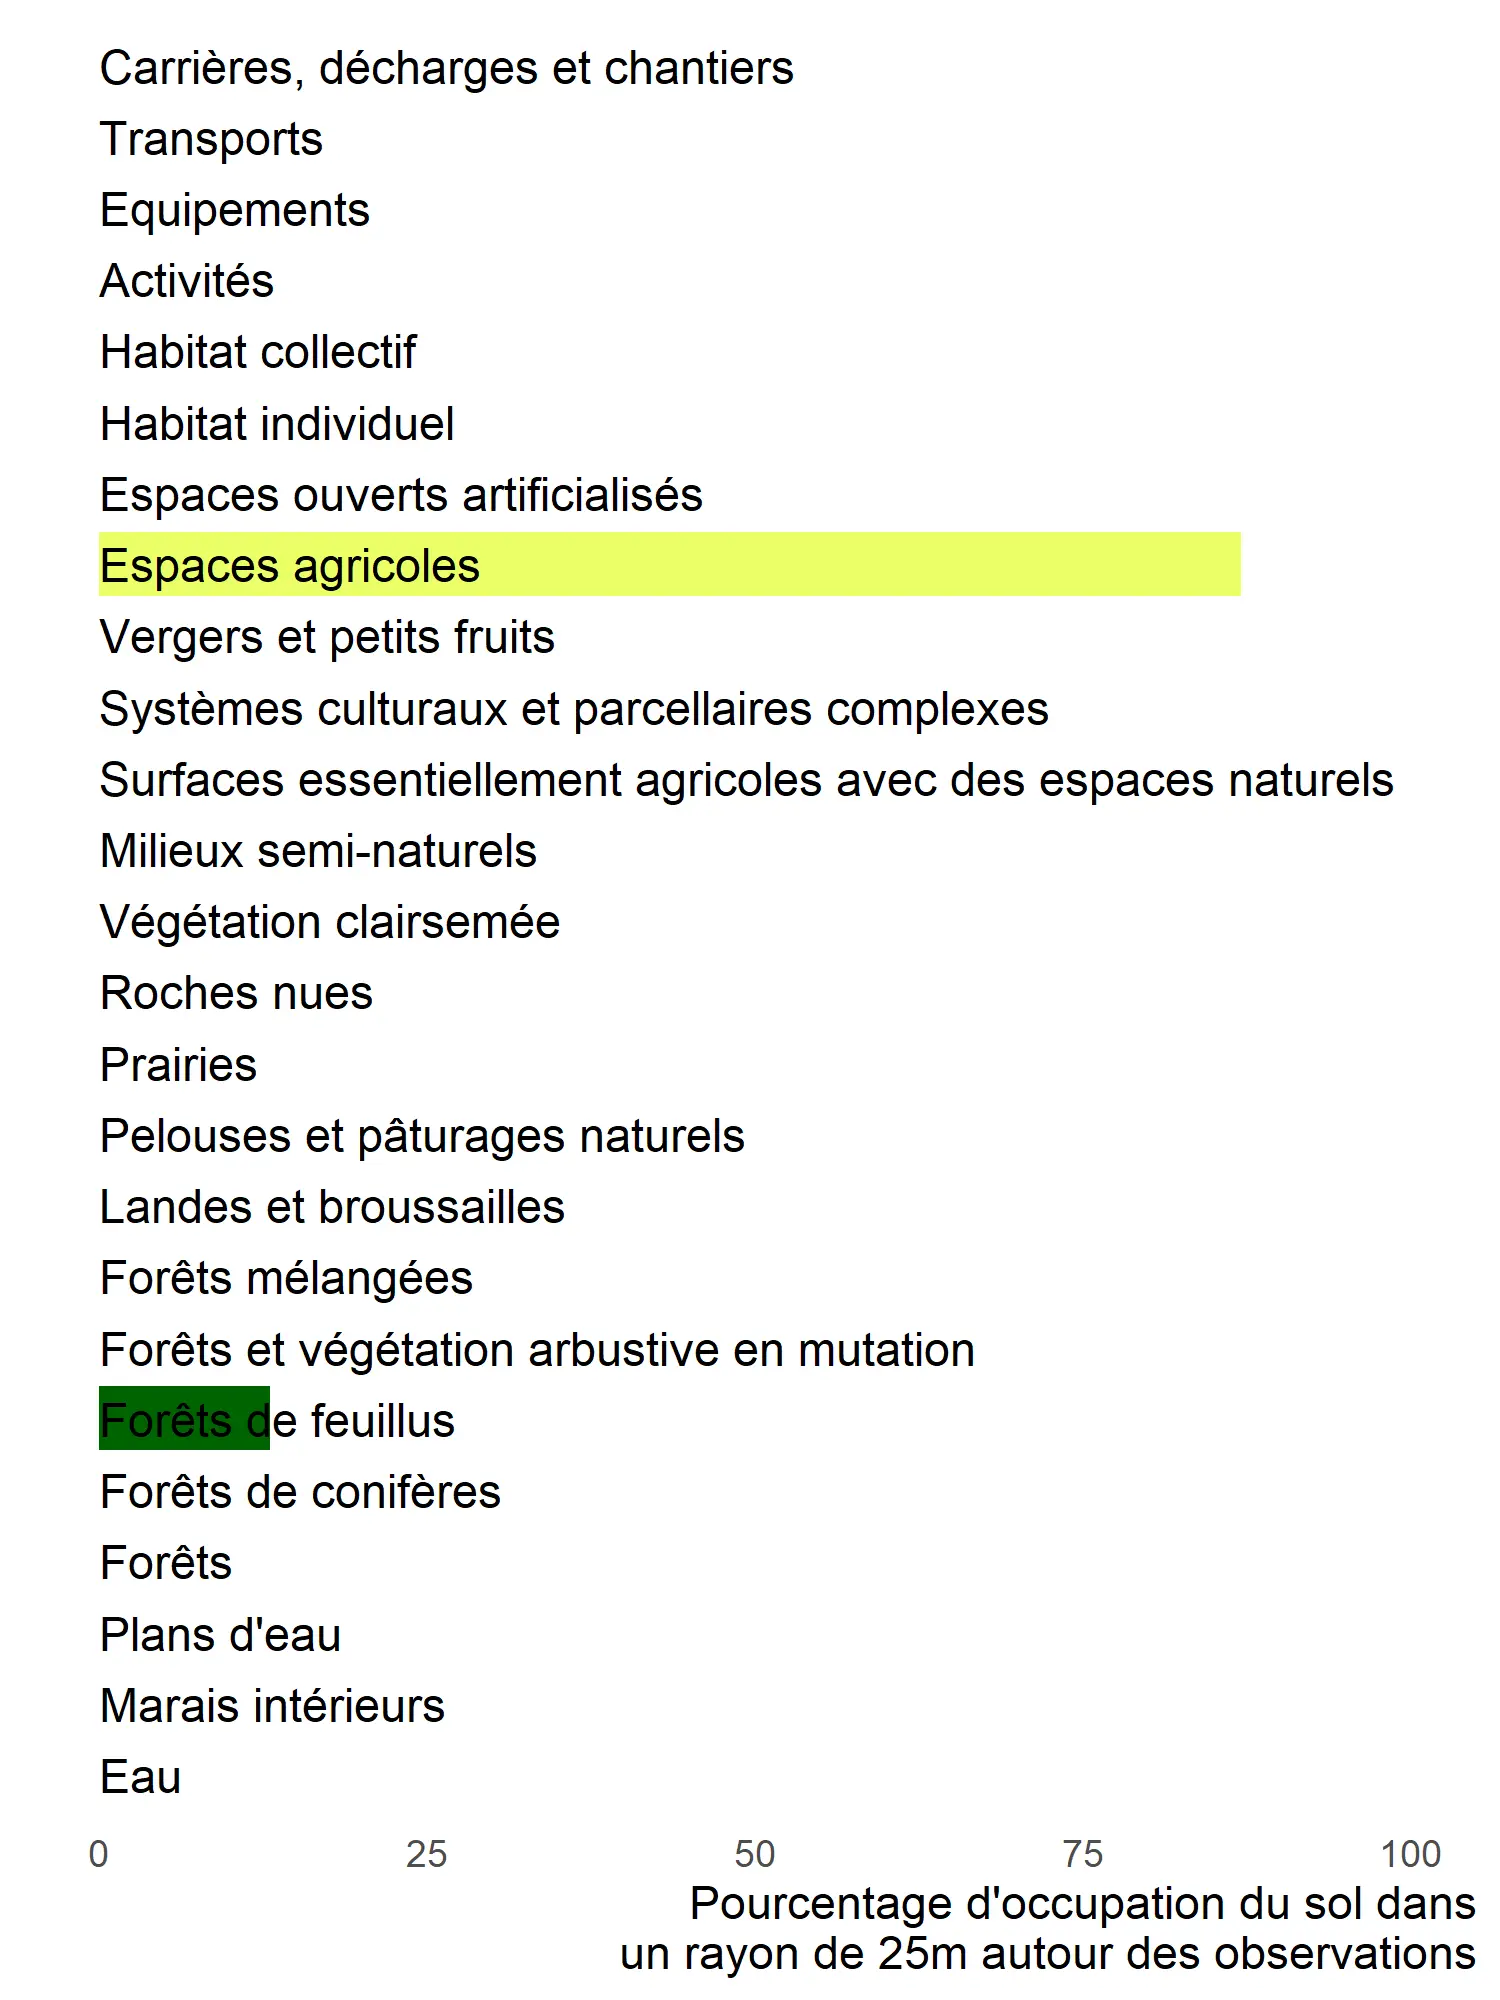 Carrières, décharges et chantiers
Transports
Equipements
Activités
Habitat collectif
Habitat individuel
Espaces ouverts artificialisés
Espaces agricoles
Vergers et petits fruits
Systèmes culturaux et parcellaires complexes
Surfaces essentiellement agricoles avec des espaces naturels
Milieux semi-naturels
Végétation clairsemée
Roches nues
Prairies
Pelouses et pâturages naturels
Landes et broussailles
Forêts mélangées
Forêts et végétation arbustive en mutation
Forêts de feuillus
Forêts de conifères
Forêts
Plans d'eau
Marais intérieurs
Eau
0 25 50 75 100
Pourcentage d'occupation du sol dans
un rayon de 25m autour des observations